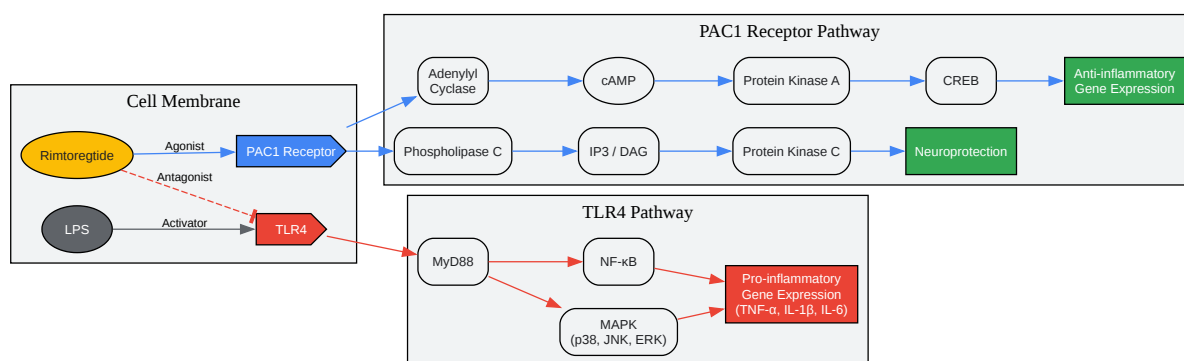 PAC1 Receptor Pathway
Adenylyl
Cyclase
cAMP
Protein Kinase A
CREB
Anti-inflammatory
Gene Expression
Phospholipase C
IP3 / DAG
Protein Kinase C
Neuroprotection
Cell Membrane
Rimtoregtide
Agonist
PAC1 Receptor
Antagonist
LPS
Activator
TLR4
TLR4 Pathway
MyD88
NF-κB
MAPK
(p38, JNK, ERK)
Pro-inflammatory
Gene Expression
(TNF-α, IL-1β, IL-6)